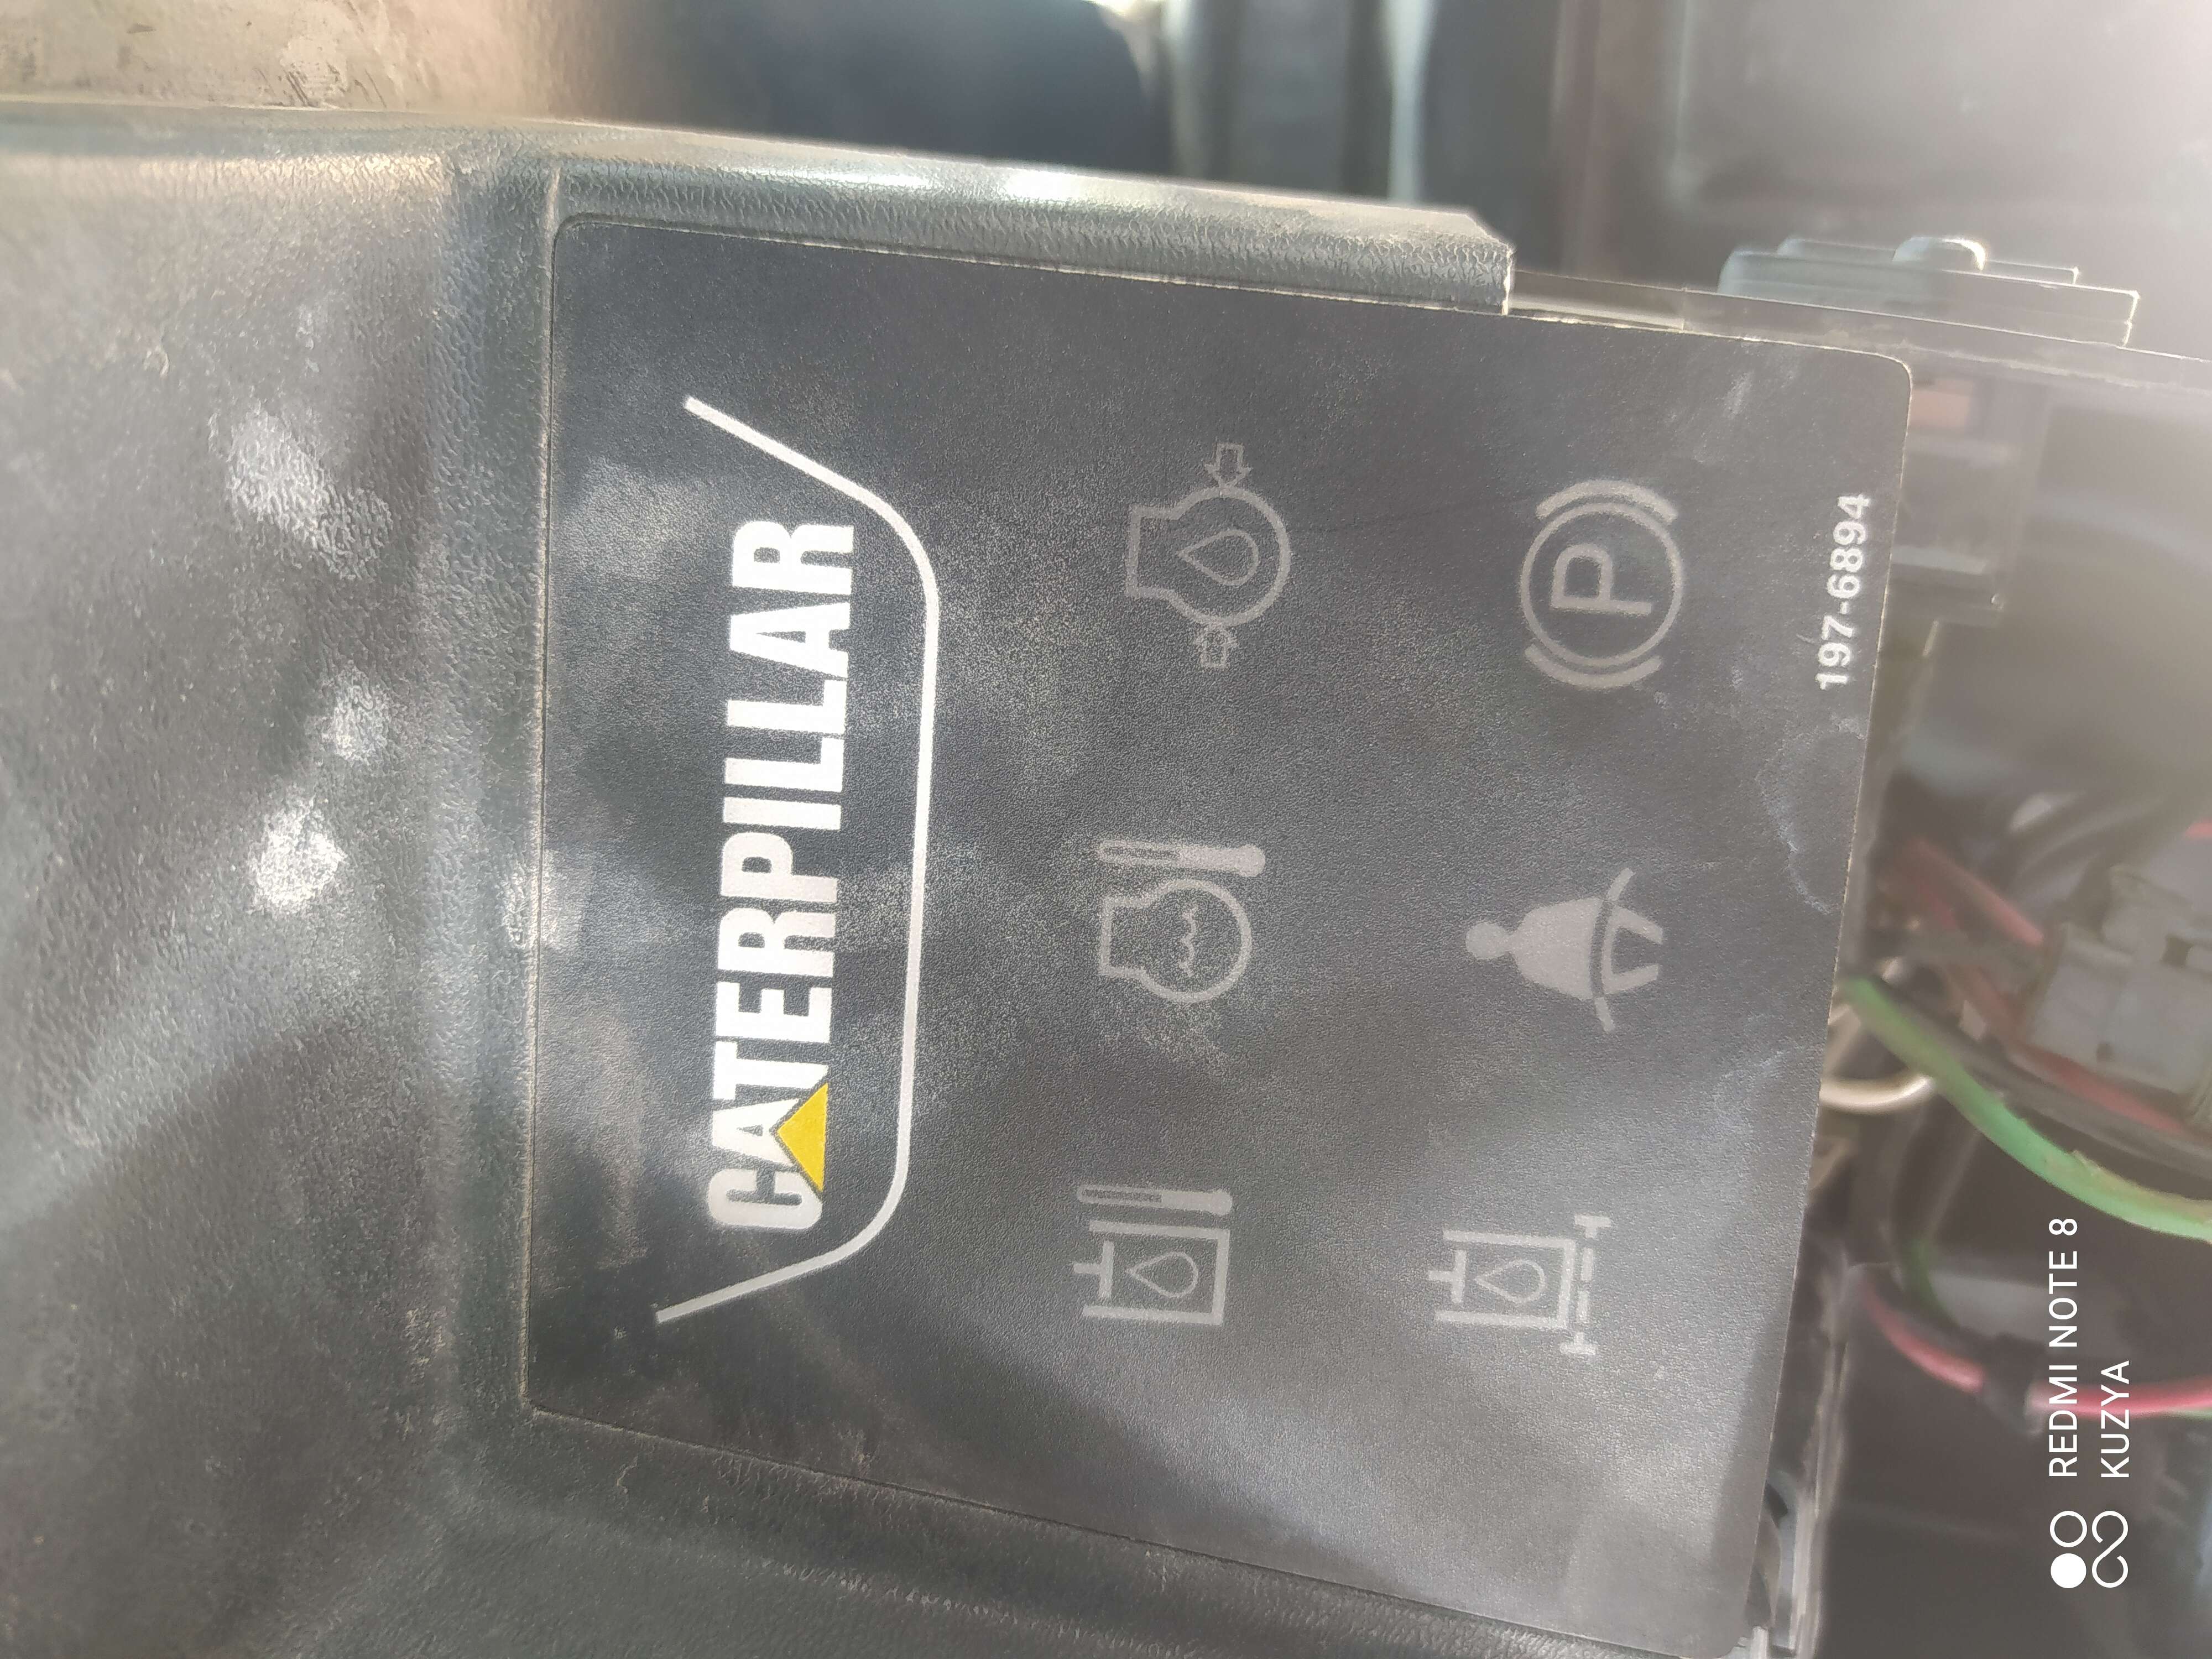 CATERPILLAR
P
197-6894
REDMI NOTE 8
KUZYA